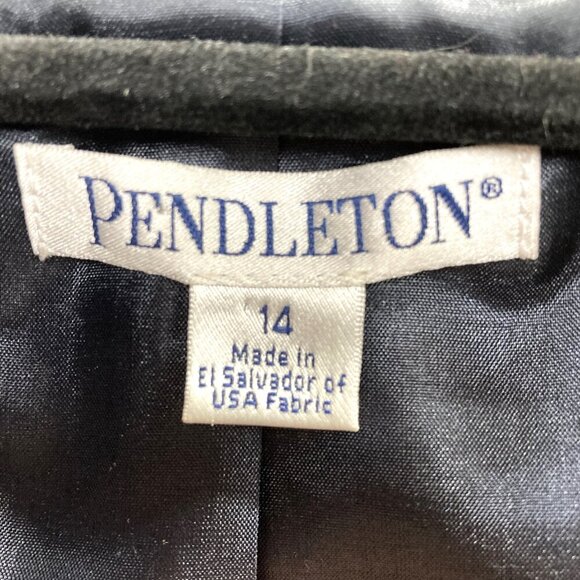 PENDLETON®
14
Made in
El Salvador of
USA Fabric